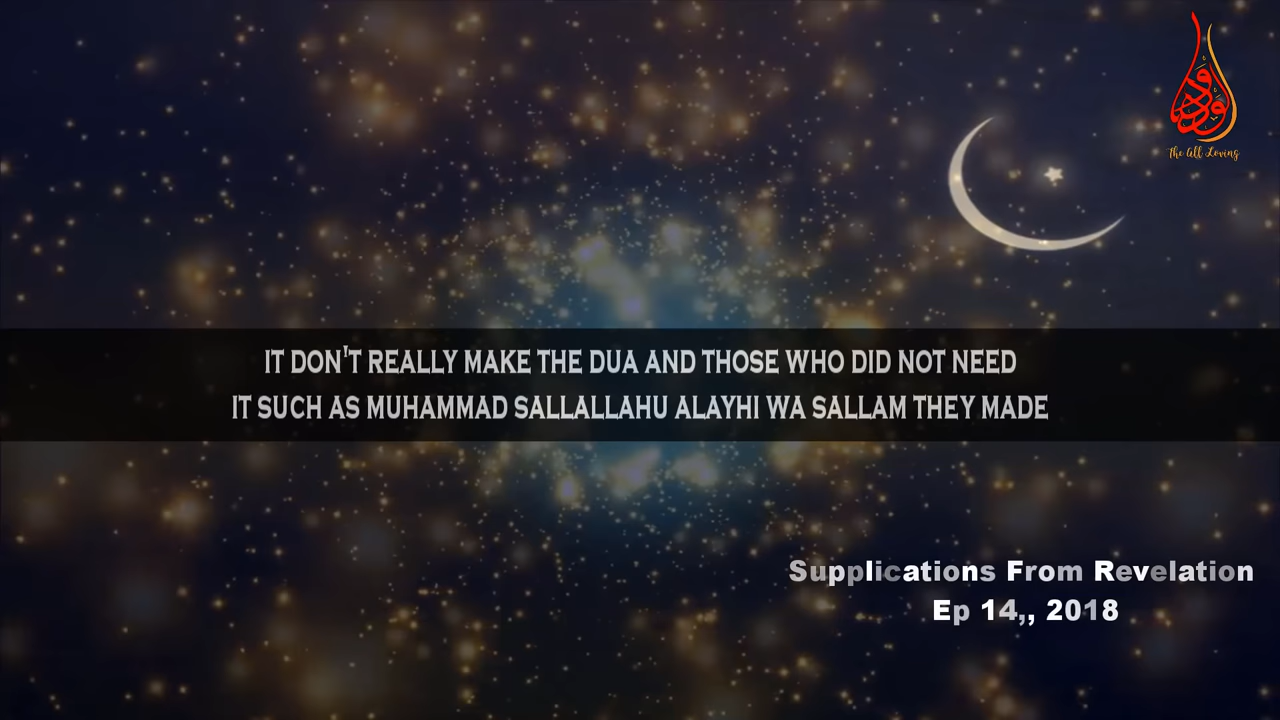 The All Loving
IT DON'T REALLY MAKE THE DUA AND THOSE WHO DID NOT NEED
IT SUCH AS MUHAMMAD SALLALLAHU ALAYHI WA SALLAM THEY MADE
Supplications From Revelation
Ep 14,, 2018